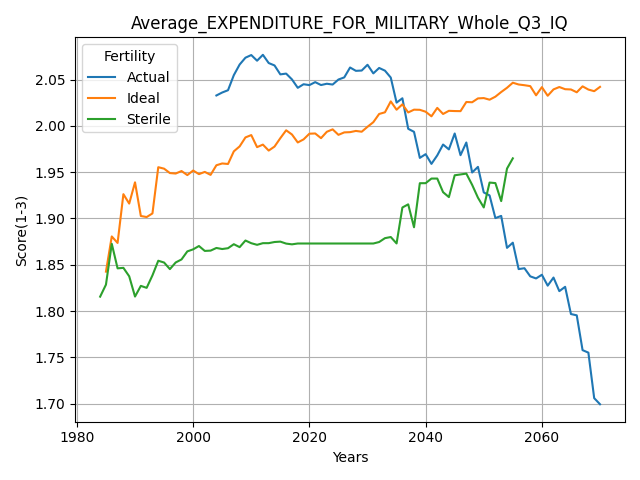 Average_EXPENDITURE_FOR_MILITARY_Whole_Q3_IQ
Fertility
Actual
Ideal
Sterile
Score(1-3)
2.05
2.00
1.95
1.90
1.85
1.80
1.75
1.70
1980
2000
2020
2040
2060
Years